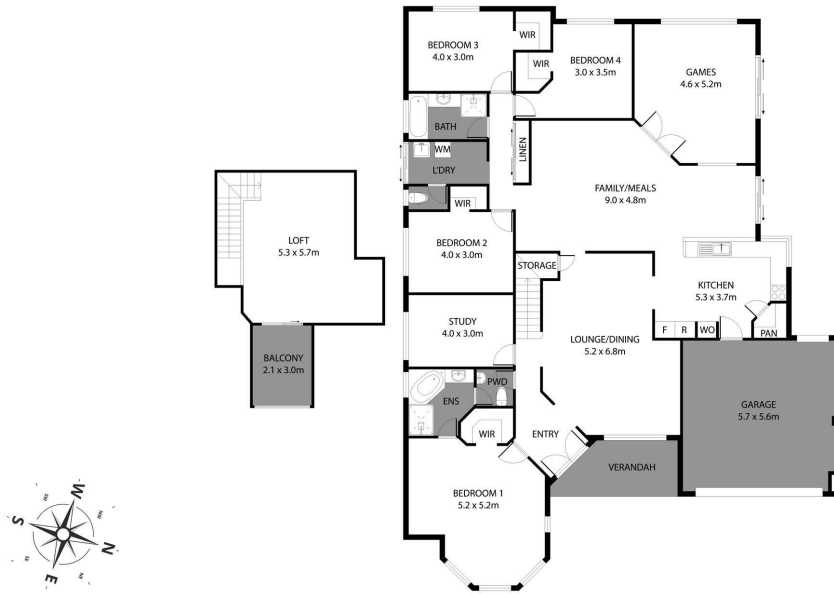 BEDROOM 3
4.0 x 3.0m
WIR
WIR
BEDROOM 4
3.0 x 3.5m
GAMES
4.6 x 5.2m
BATH
WM
L'DRY
LINEN
FAMILY/MEALS
9.0 x 4.8m
WIR
BEDROOM 2
4.0 x 3.0m
LOFT
5.3 x 5.7m
STORAGE
KITCHEN
5.3 x 3.7m
STUDY
4.0 x 3.0m
F
R
WO
PAN
LOUNGE/DINING
5.2 x 6.8m
BALCONY
2.1 x 3.0m
ENS
PWD
GARAGE
5.7 x 5.6m
WIR
ENTRY
VERANDAH
BEDROOM 1
5.2 x 5.2m
W
S
N
E